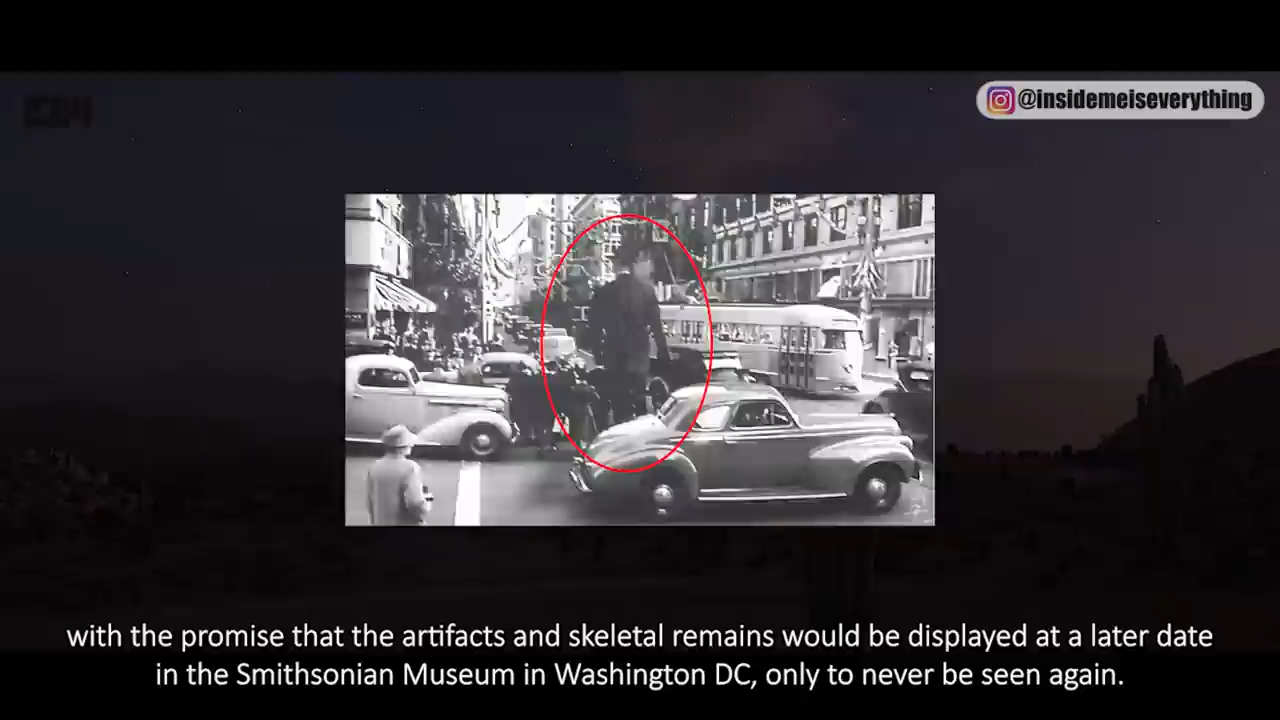 @insidemeiseverything
with the promise that the artifacts and skeletal remains would be displayed at a later date
in the Smithsonian Museum in Washington DC, only to never be seen again.